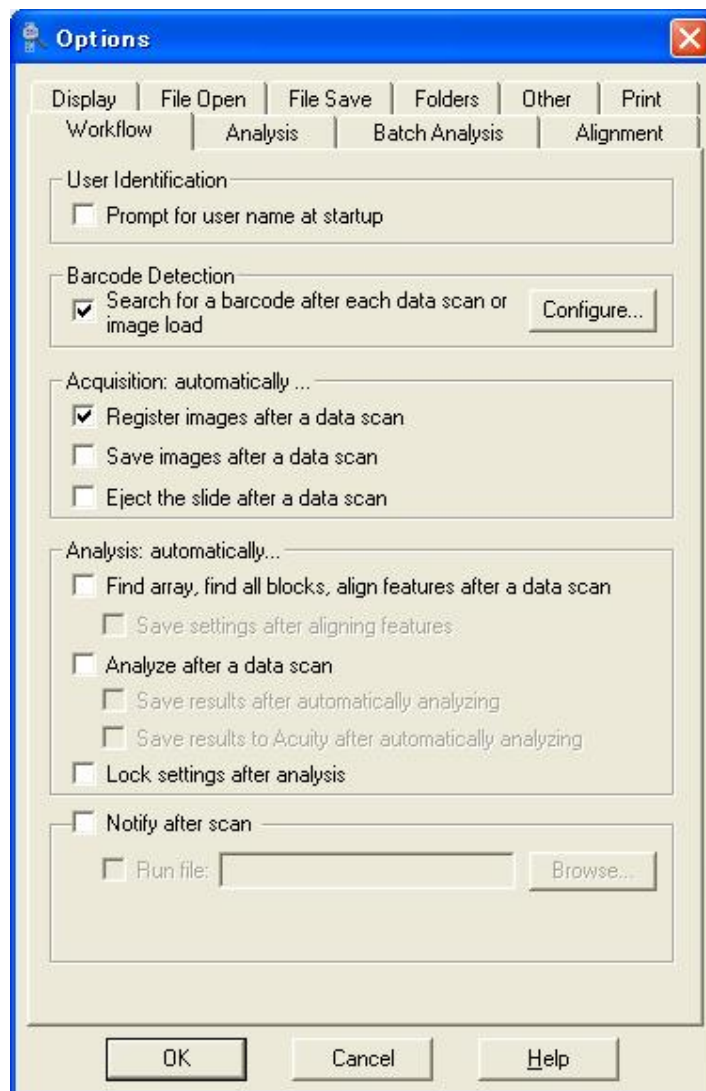 Options
Display File Open File Save Folders Other Print
Workflow Analysis Batch Analysis Alignment
User Identification
Prompt for user name at startup
Barcode Detection
Search for a barcode after each data scan or
image load
Configure...
Acquisition: automatically ...
Register images after a data scan
Save images after a data scan
Eject the slide after a data scan
Analysis: automatically...
Find array, find all blocks, align features after a data scan
Save settings after aligning features
Analyze after a data scan
Save results after automatically analyzing
Save results to Acuity after automatically analyzing
Lock settings after analysis
Notify after scan
Run file: Browse...
OK Cancel Help